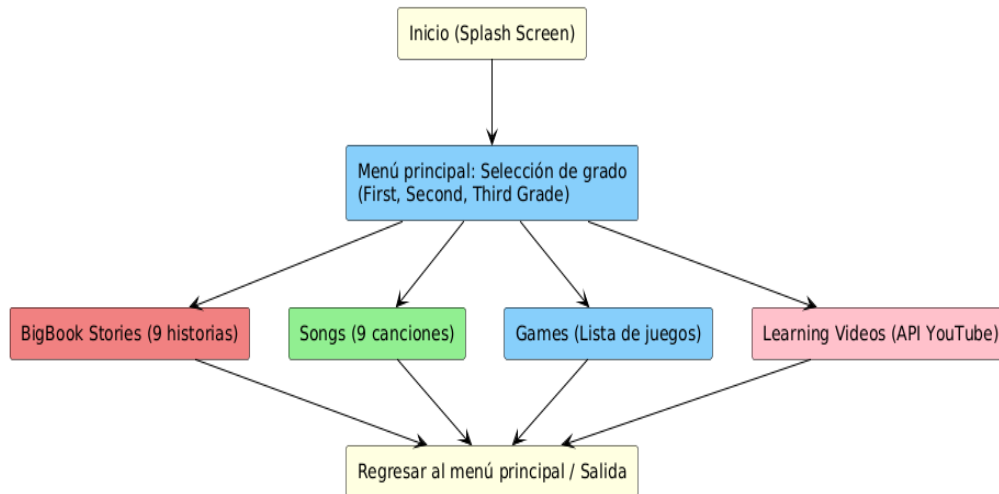 Inicio (Splash Screen)
Menú principal: Selección de grado
(First, Second, Third Grade)
BigBook Stories (9 historias)
Songs (9 canciones)
Games (Lista de juegos)
Learning Videos (API YouTube)
Regresar al menú principal / Salida